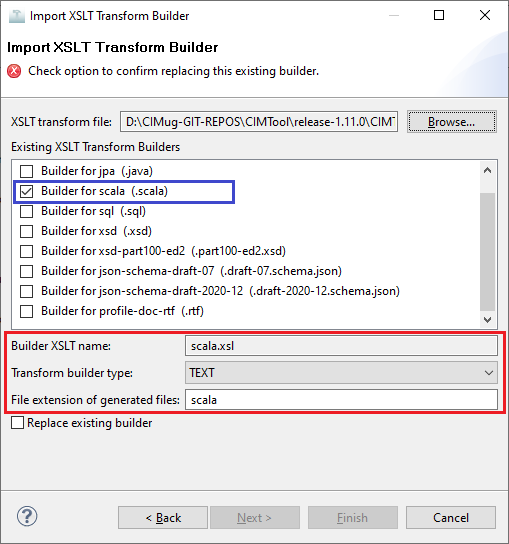 Import XSLT Transform Builder
Import XSLT Transform Builder
Check option to confirm replacing this existing builder.
XSLT transform file: D:\CIMug-GIT-REPOS\CIMTool\release-1.11.0\CIMT Browse...
Existing XSLT Transform Builders
Builder for jpa (.java)
Builder for scala (.scala)
Builder for sql (.sql)
Builder for xsd (.xsd)
Builder for xsd-part100-ed2 (.part100-ed2.xsd)
Builder for json-schema-draft-07 (.draft-07.schema.json)
Builder for json-schema-draft-2020-12 (.draft-2020-12.schema.json)
Builder for profile-doc-rtf (.rtf)
Builder XSLT name: scala.xsl
Transform builder type: TEXT
File extension of generated files: scala
Replace existing builder
? < Back Next > Finish Cancel